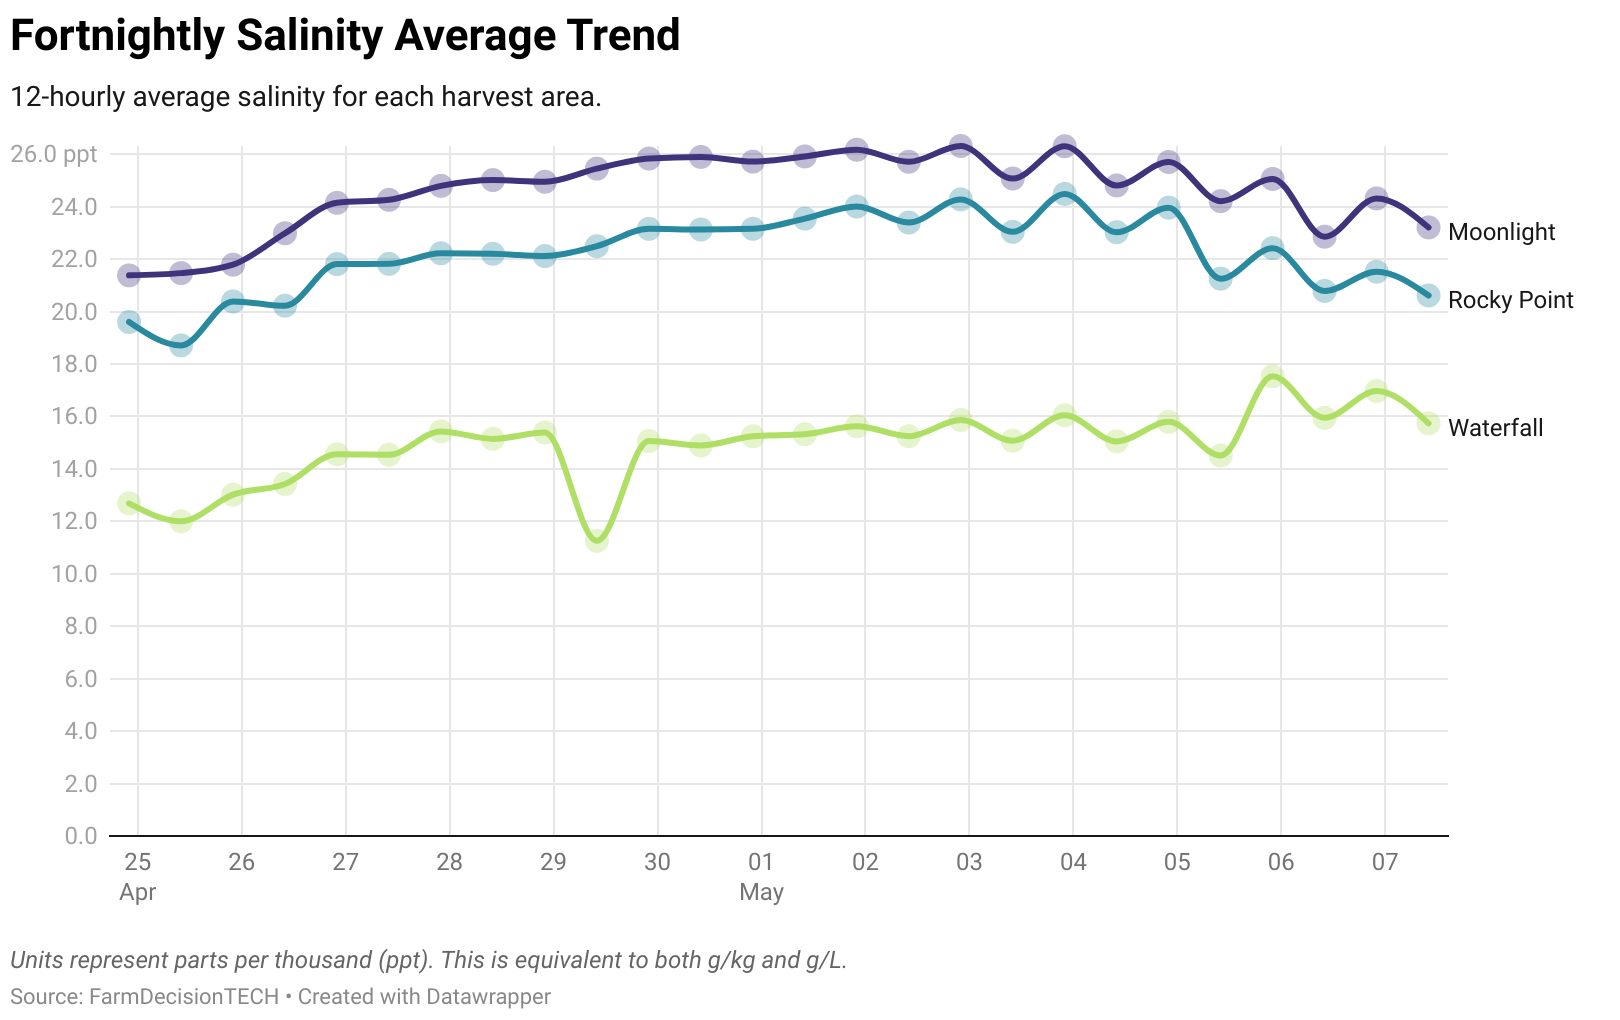 Fortnightly Salinity Average Trend
12-hourly average salinity for each harvest area.
26.0 ppt
24.0
22.0
20.0
18.0
16.0
14.0
12.0
10.0
8.0
6.0
4.0
2.0
0.0
Moonlight
Rocky Point
Waterfall
25 26 27 28 29 30 01 02 03 04 05 06 07
Apr May
Units represent parts per thousand (ppt). This is equivalent to both g/kg and g/L.
Source: FarmDecisionTECH • Created with Datawrapper